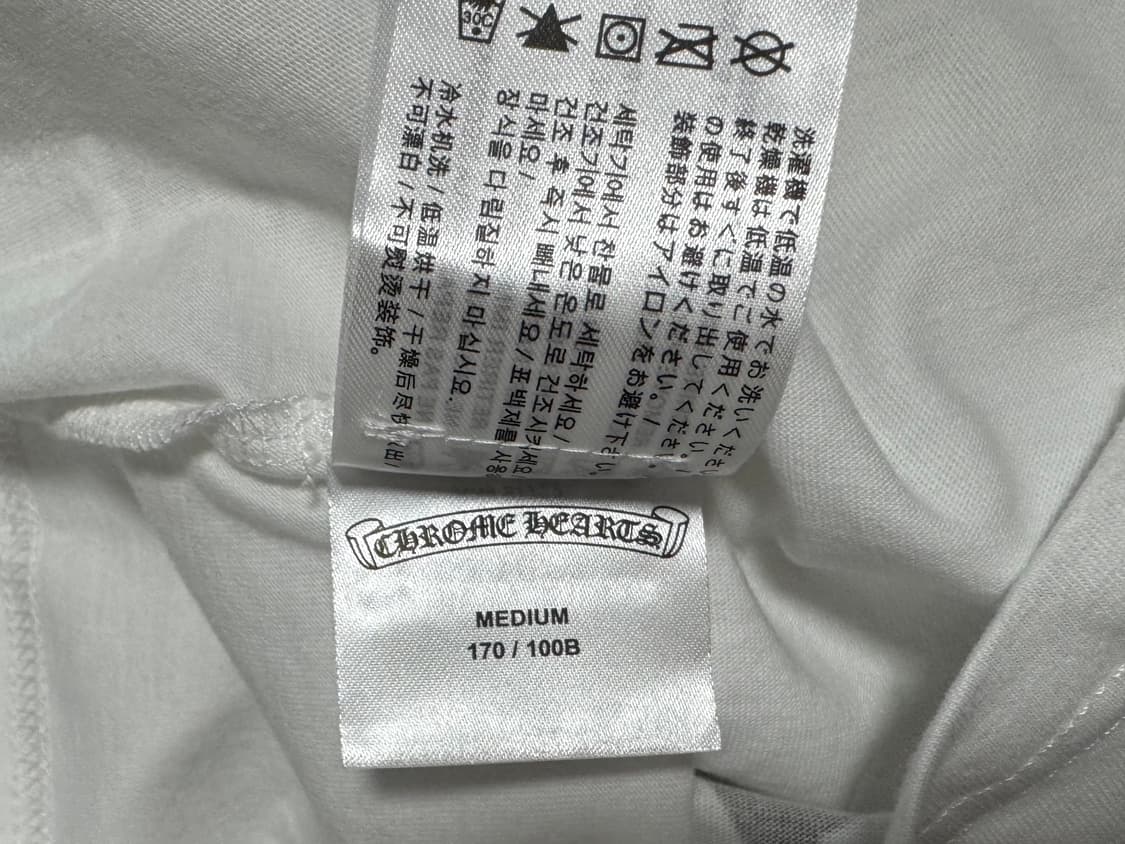 30C
洗濯機で低温の水でお洗いくださ
乾燥機は低温でご使用ください。/
終了後すぐに取り出してください。
の使用はお避けください。/
装飾部分はアイロンをお避け下さい。
세탁기에서 찬물로 세탁하세요/
건조기에서 낮은 온도로 건조시키세요/
건조 후 즉시 빼내세요/ 표백제를 사용
마세요/
장식을 다림질하지 마십시요.
冷水机洗 / 低温烘干 / 干燥后尽快取出/
不可漂白 / 不可熨烫装饰。
CHROME HEARTS
MEDIUM
170 / 100B